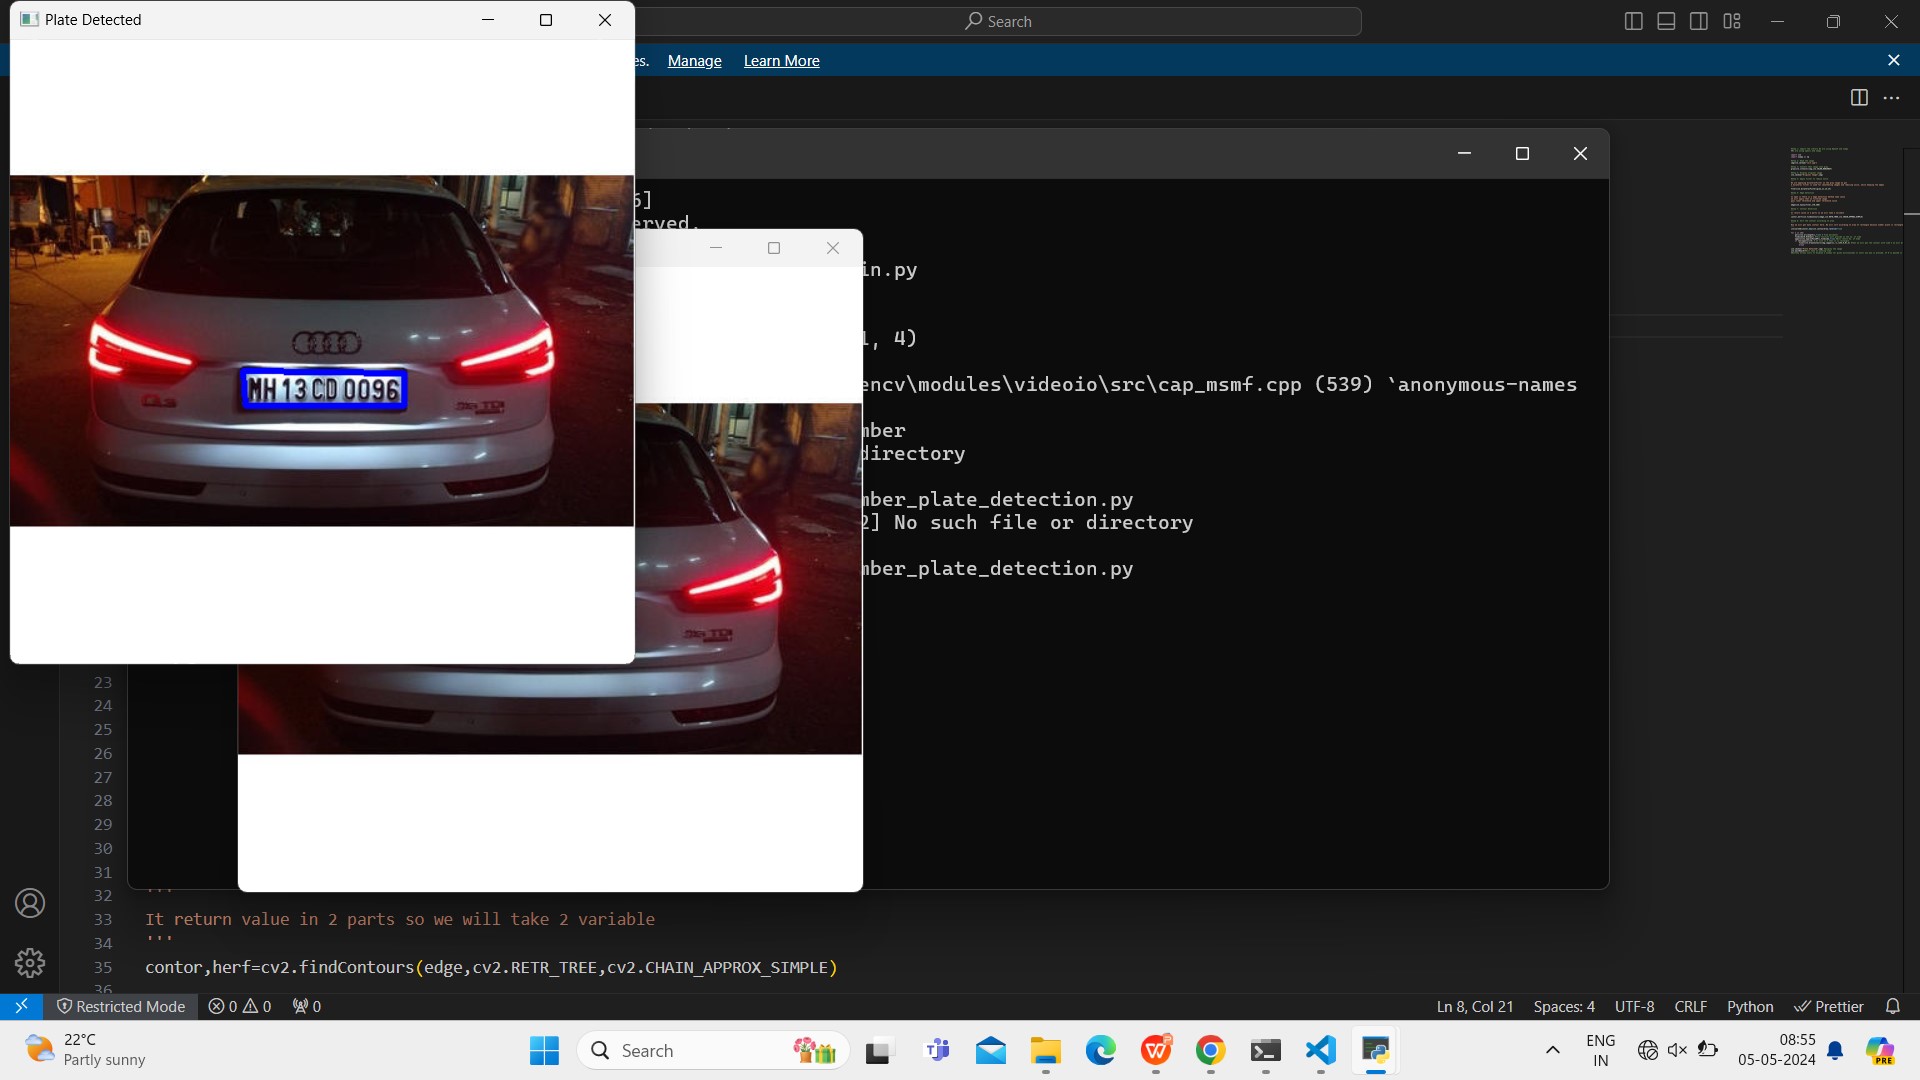 Plate Detected
Search
es. Manage Learn More
MH 13 CD 0096
6]
erved.
in.py
1, 4)
encv\modules\videoio\src\cap_msmf.cpp (539) `anonymous-names
mber
directory
mber_plate_detection.py
2] No such file or directory
mber_plate_detection.py
23
24
25
26
27
28
29
30
31
32 '''
33 It return value in 2 parts so we will take 2 variable
34 '''
35 contor,herf=cv2.findContours(edge,cv2.RETR_TREE,cv2.CHAIN_APPROX_SIMPLE)
36
Restricted Mode 0 0 0
Ln 8, Col 21 Spaces: 4 UTF-8 CRLF Python Prettier
22°C
Partly sunny
Search
ENG
IN
08:55
05-05-2024
PRE